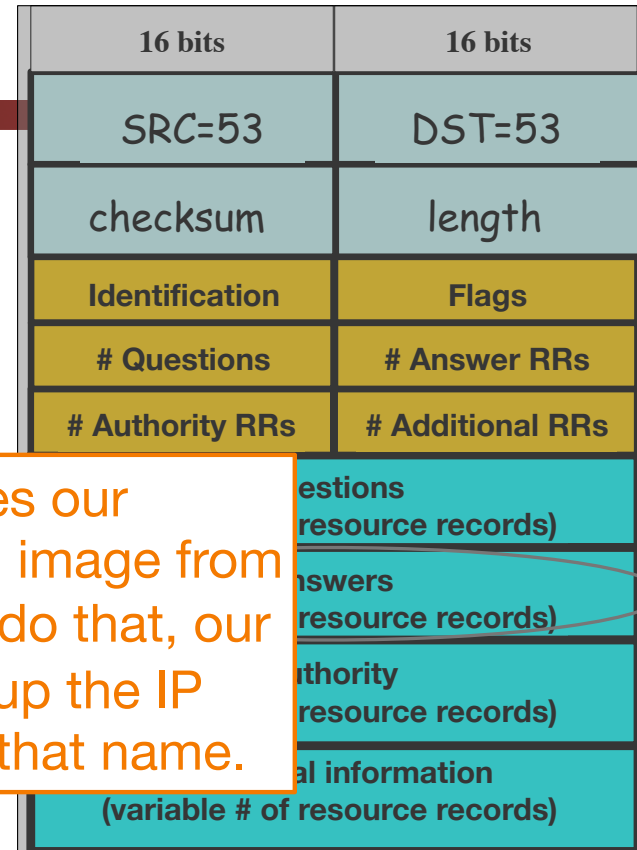 16 bits 16 bits
SRC=53 DST=53
checksum length
Identification Flags
# Questions # Answer RRs
# Authority RRs # Additional RRs
estions
resource records)
nswers
resource records)
uthority
resource records)
al information
(variable # of resource records)
es our
image from
do that, our
up the IP
that name.